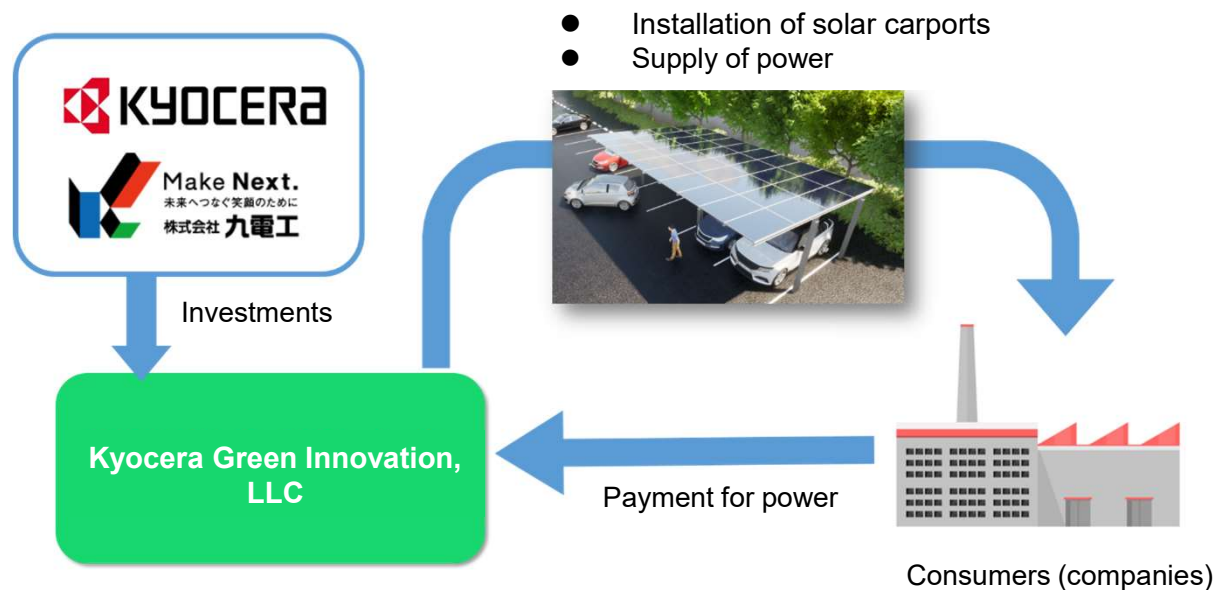 ● Installation of solar carports
● Supply of power
KYOCERA
Make Next.
未来へつなぐ笑顔のために
株式会社 九電工
Investments
Kyocera Green Innovation,
LLC
Payment for power
Consumers (companies)